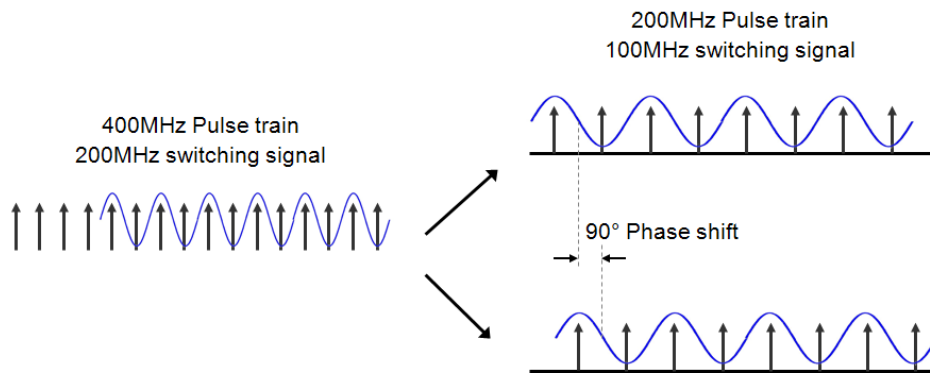 400MHz Pulse train
200MHz switching signal
200MHz Pulse train
100MHz switching signal
90° Phase shift